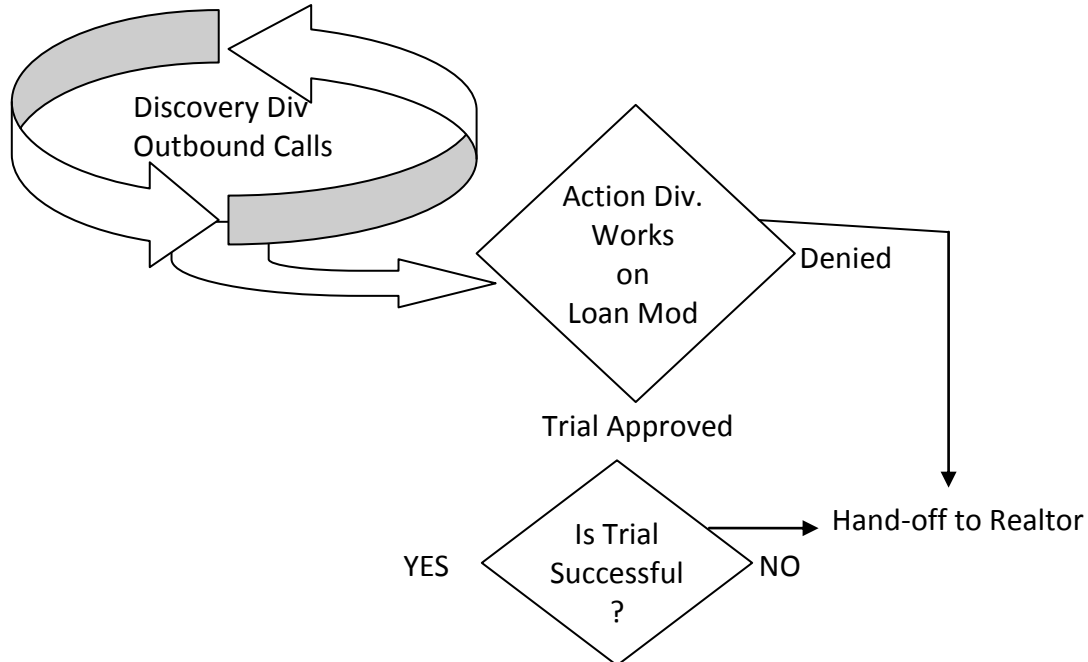 Discovery Div
Outbound Calls
Action Div.
Works
on
Loan Mod
Denied
Trial Approved
Hand-off to Realtor
Is Trial
Successful
?
YES
NO